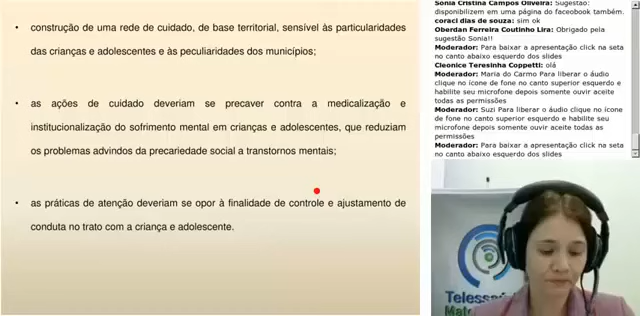 • construção de uma rede de cuidado, de base territorial, sensível às particularidades
das crianças e adolescentes e às peculiaridades dos municípios;
• as ações de cuidado deveriam se precaver contra a medicalização e
institucionalização do sofrimento mental em crianças e adolescentes, que reduziam
os problemas advindos da precariedade social a transtornos mentais;
• as práticas de atenção deveriam se opor à finalidade de controle e ajustamento de
conduta no trato com a criança e adolescente.
Sonia Cristina Campos Oliveira: Sugestão:
disponibilizem em uma página do faceobook também.
coraci dias de souza: sim ok
Oberdan Ferreira Coutinho Lira: Obrigado pela
sugestão Sonia!!
Moderador: Para baixar a apresentação click na seta
no canto abaixo esquerdo dos slides
Cleonice Teresinha Coppetti: olá
Moderador: Maria do Carmo Para liberar o áudio
clique no ícone de fone no canto superior esquerdo e
habilite seu microfone depois somente ouvir aceite
todas as permissões
Moderador: Suzi Para liberar o áudio clique no ícone
de fone no canto superior esquerdo e habilite seu
microfone depois somente ouvir aceite todas as
permissões
Moderador: Para baixar a apresentação click na seta
no canto abaixo esquerdo dos slides
Telessaú
Mato